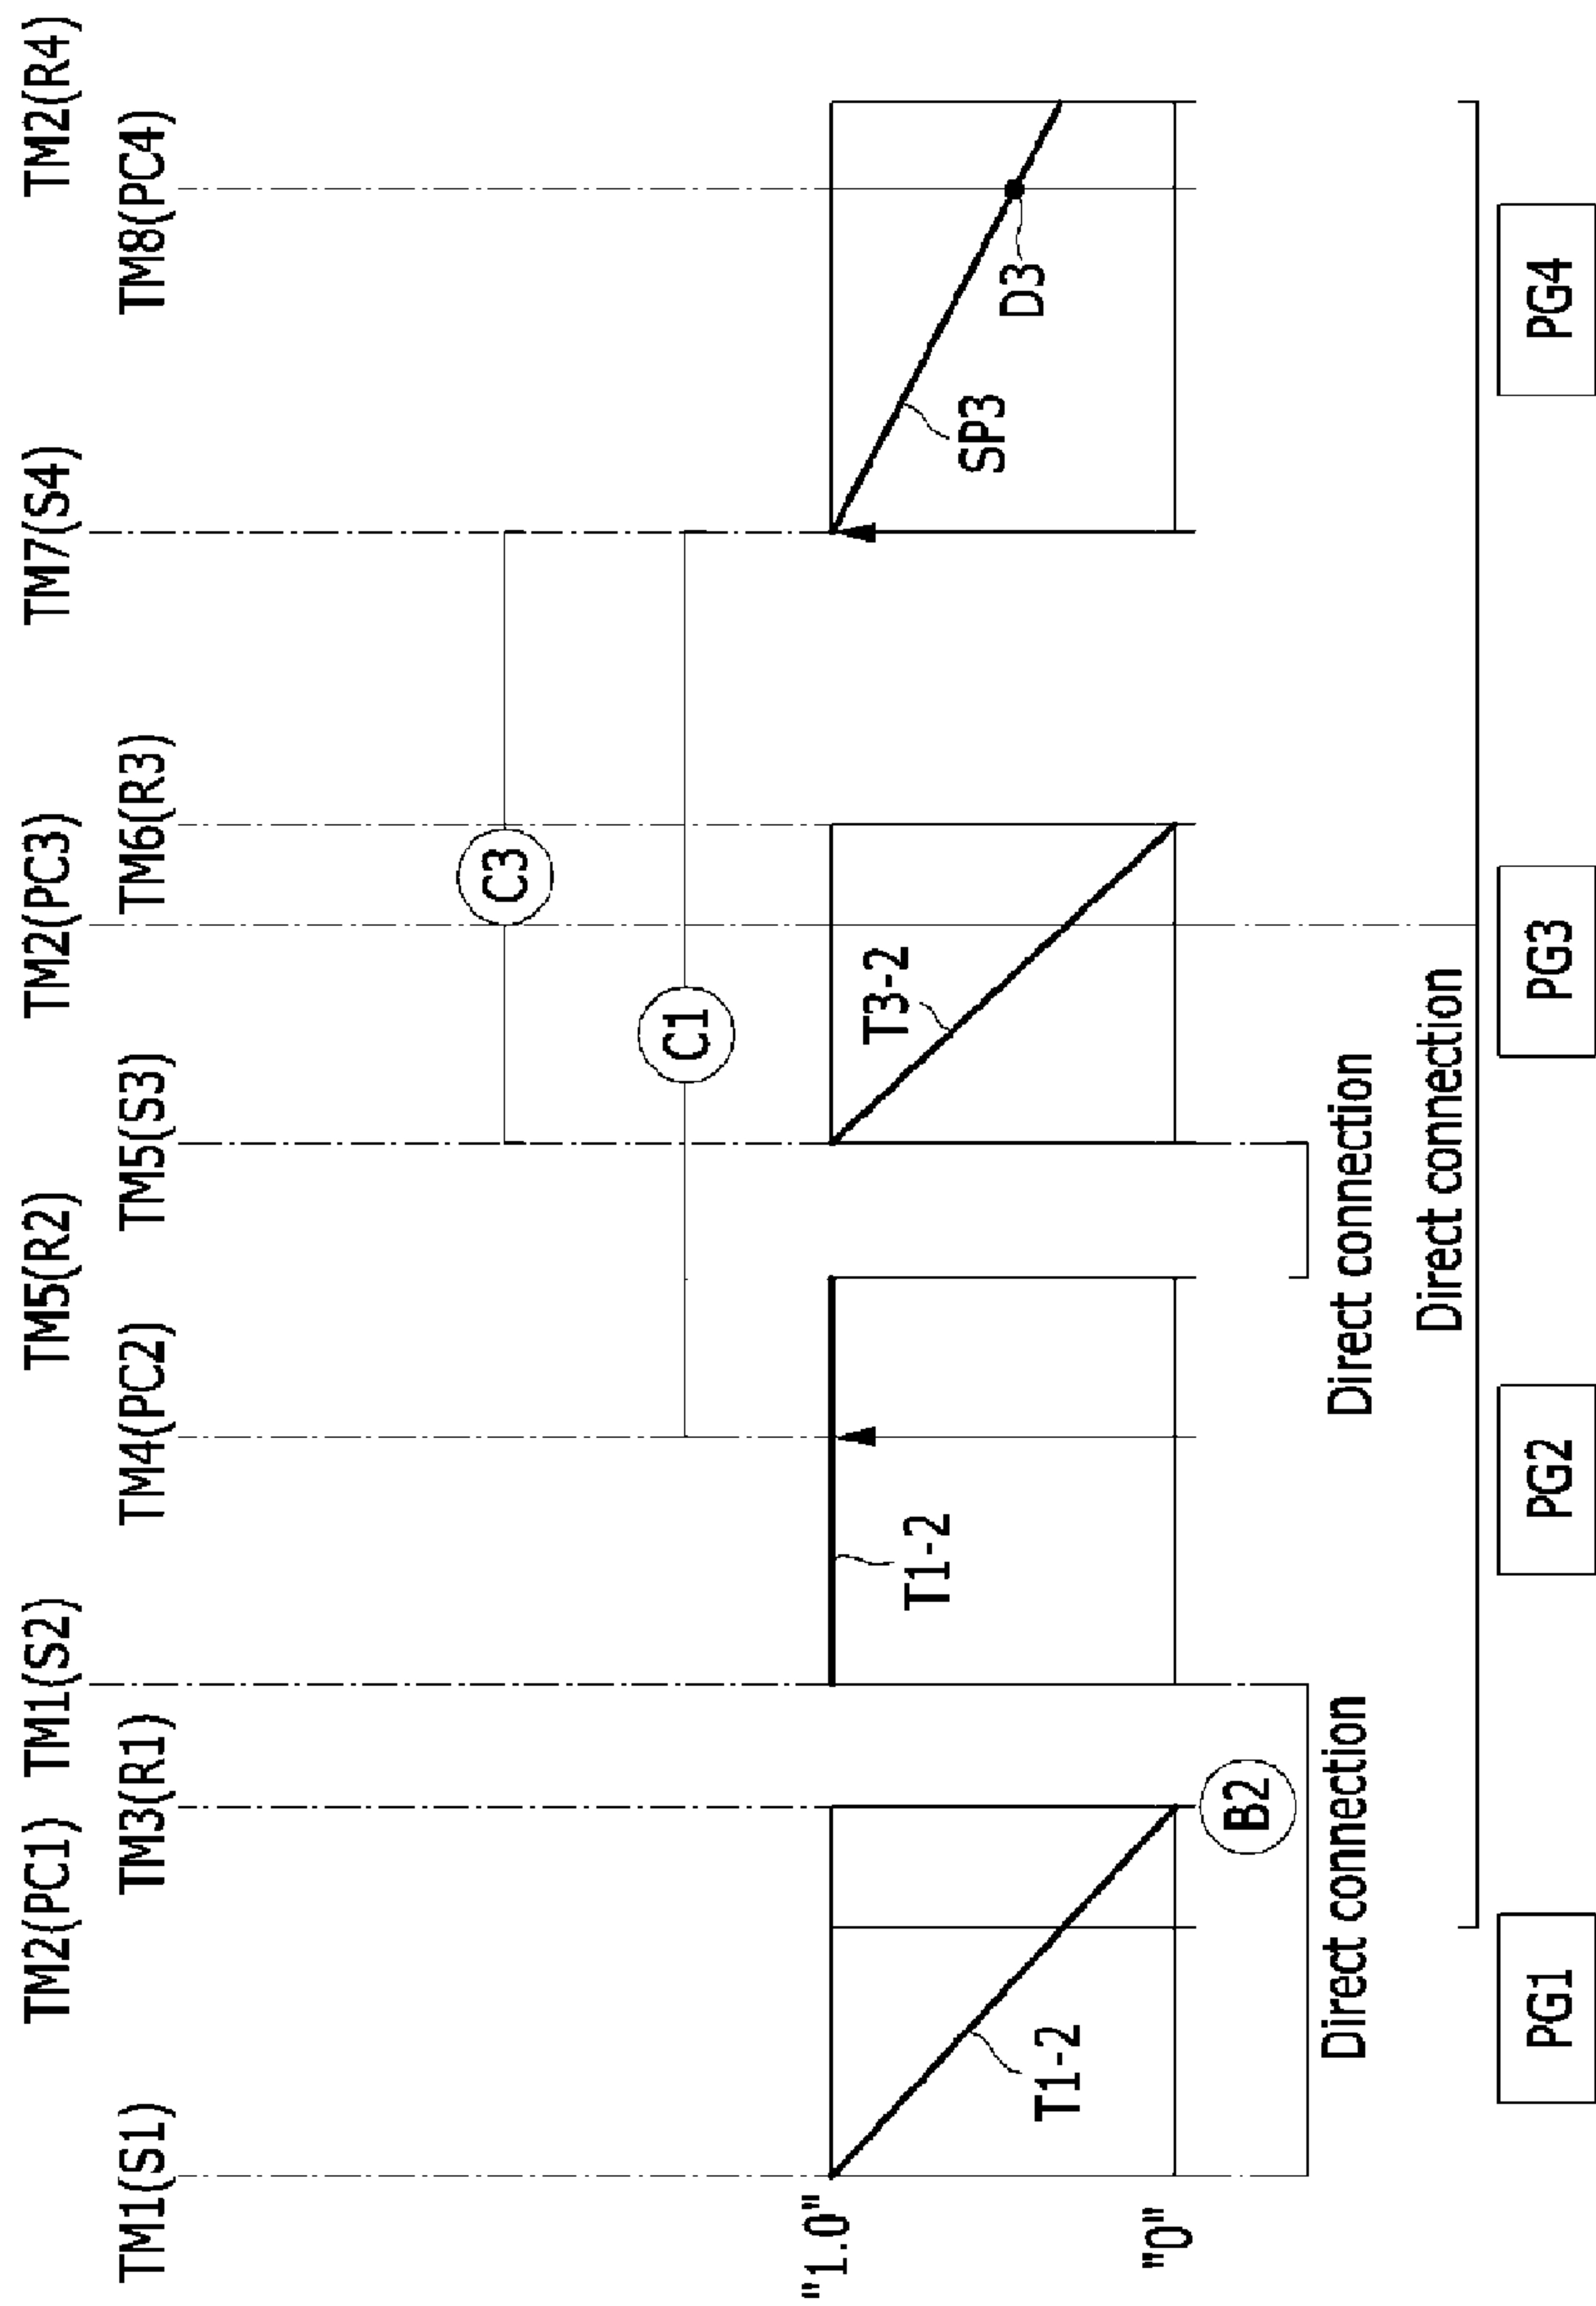 TM2(PC1) TM1(S2) TM5(R2) TM2(PC3) TM7(S4) TM2(R4)
TM1(S1) TM3(R1) TM4(PC2) TM5(S3) TM6(R3) TM8(PC4)
C3
C1
"1.0"
T3-2
T1-2
SP3
D3
T1-2
"0"
B2
Direct connection
Direct connection
Direct connection
PG1 PG2 PG3 PG4